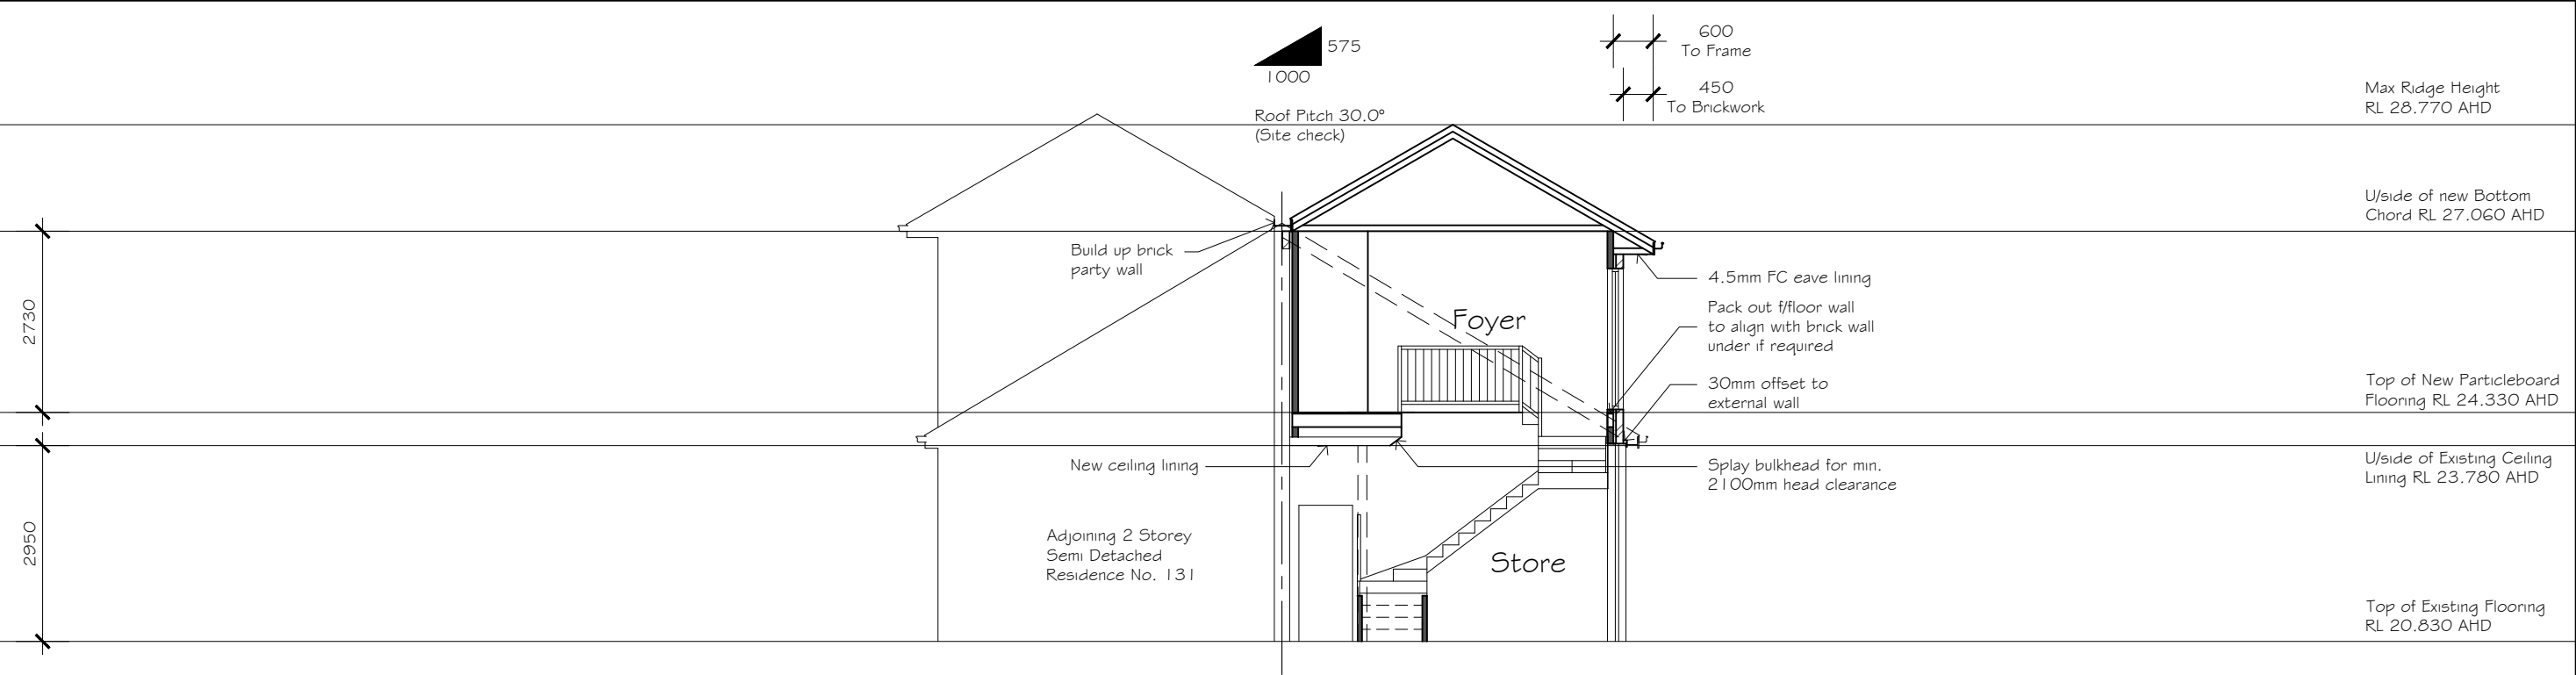 575
1000
Roof Pitch 30.0°
(Site check)
600
To Frame
450
To Brickwork
Max Ridge Height
RL 28.770 AHD
U/side of new Bottom
Chord RL 27.060 AHD
Build up brick
party wall
4.5mm FC eave lining
Pack out f/floor wall
to align with brick wall
under if required
2730
Foyer
30mm offset to
external wall
Top of New Particleboard
Flooring RL 24.330 AHD
New ceiling lining
Splay bulkhead for min.
2100mm head clearance
U/side of Existing Ceiling
Lining RL 23.780 AHD
2950
Adjoining 2 Storey
Semi Detached
Residence No. 131
Store
Top of Existing Flooring
RL 20.830 AHD